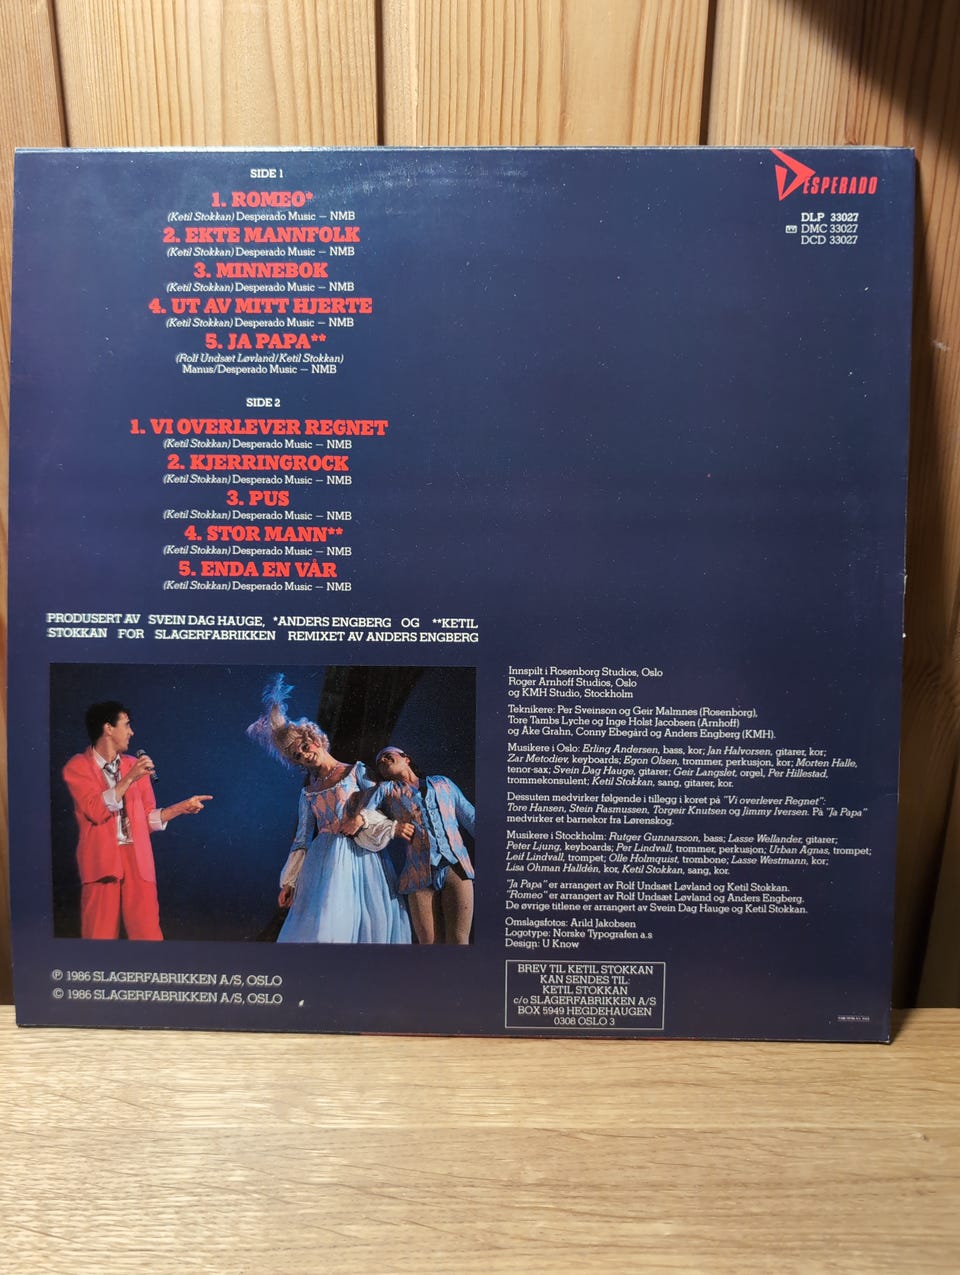 SIDE 1
1. ROMEO*
(Ketil Stokkan) Desperado Music — NMB
2. EKTE MANNFOLK
(Ketil Stokkan) Desperado Music — NMB
3. MINNEBOK
(Ketil Stokkan) Desperado Music — NMB
4. UT AV MITT HJERTE
(Ketil Stokkan) Desperado Music — NMB
5. JA PAPA**
(Rolf Undsæt Løvland/Ketil Stokkan)
Manus/Desperado Music — NMB
SIDE 2
1. VI OVERLEVER REGNET
(Ketil Stokkan) Desperado Music — NMB
2. KJERRINGROCK
(Ketil Stokkan) Desperado Music — NMB
3. PUS
(Ketil Stokkan) Desperado Music — NMB
4. STOR MANN**
(Ketil Stokkan) Desperado Music — NMB
5. ENDA EN VÅR
(Ketil Stokkan) Desperado Music — NMB
PRODUSERT AV SVEIN DAG HAUGE, *ANDERS ENGBERG OG **KETIL
STOKKAN FOR SLAGERFABRIKKEN REMIXET AV ANDERS ENGBERG
DESPERADO
DLP 33027
DMC 33027
DCD 33027
Innspilt i Rosenborg Studios, Oslo
Roger Arnhoff Studios, Oslo
og KMH Studio, Stockholm
Teknikere: Per Sveinson og Geir Malmnes (Rosenborg),
Tore Tambs Lyche og Inge Holst Jacobsen (Arnhoff)
og Åke Grahn, Conny Ebegård og Anders Engberg (KMH).
Musikere i Oslo: Erling Andersen, bass, kor; Jan Halvorsen, gitarer, kor;
Zar Metodiev, keyboards; Egon Olsen, trommer, perkusjon, kor; Morten Halle,
tenor-sax; Svein Dag Hauge, gitarer; Geir Langslet, orgel, Per Hillestad,
trommekonsulent; Ketil Stokkan, sang, gitarer, kor.
Dessuten medvirker følgende i tillegg i koret på "Vi overlever Regnet":
Tore Hansen, Stein Rasmussen, Torgeir Knutsen og Jimmy Iversen. På "Ja Papa"
medvirker et barnekor fra Lørenskog.
Musikere i Stockholm: Rutger Gunnarsson, bass; Lasse Wellander, gitarer;
Peter Ljung, keyboards; Per Lindvall, trommer, perkusjon; Urban Agnas, trompet;
Leif Lindvall, trompet; Olle Holmquist, trombone; Lasse Westmann, kor;
Lisa Ohman Halldén, kor, Ketil Stokkan, sang, kor.
"Ja Papa" er arrangert av Rolf Undsæt Løvland og Ketil Stokkan.
"Romeo" er arrangert av Rolf Undsæt Løvland og Anders Engberg.
De øvrige titlene er arrangert av Svein Dag Hauge og Ketil Stokkan.
Omslagsfotos: Arild Jakobsen
Logotype: Norske Typografen a.s
Design: U Know
BREV TIL KETIL STOKKAN
KAN SENDES TIL:
KETIL STOKKAN
c/o SLAGERFABRIKKEN A/S
BOX 5949 HEGDEHAUGEN
0308 OSLO 3
℗ 1986 SLAGERFABRIKKEN A/S, OSLO
© 1986 SLAGERFABRIKKEN A/S, OSLO